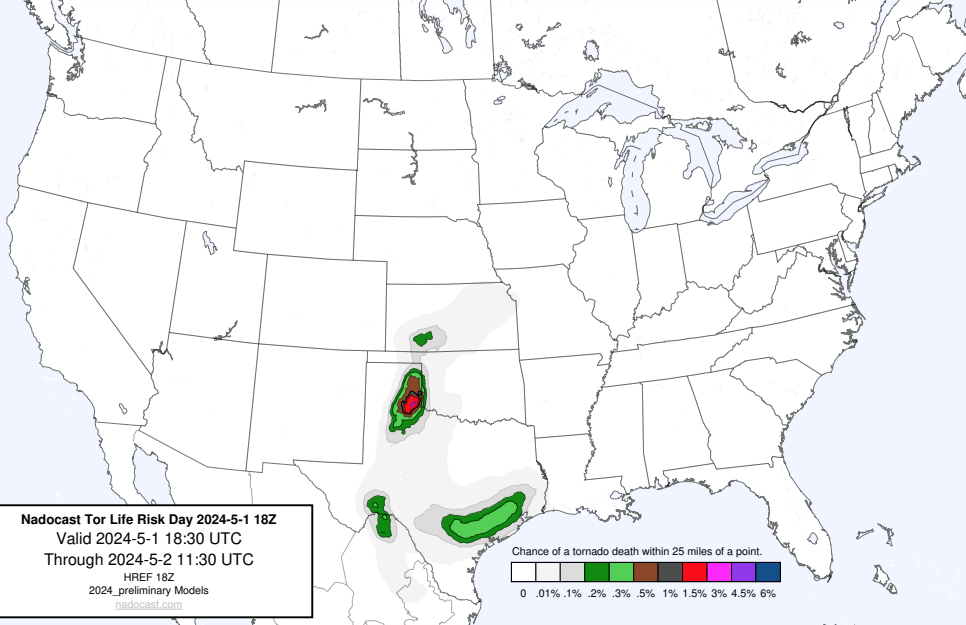 Nadocast Tor Life Risk Day 2024-5-1 18Z
Valid 2024-5-1 18:30 UTC
Through 2024-5-2 11:30 UTC
HREF 18Z
2024_preliminary Models
nadocast.com
Chance of a tornado death within 25 miles of a point.
0 .01% .1% .2% .3% .5% 1% 1.5% 3% 4.5% 6%